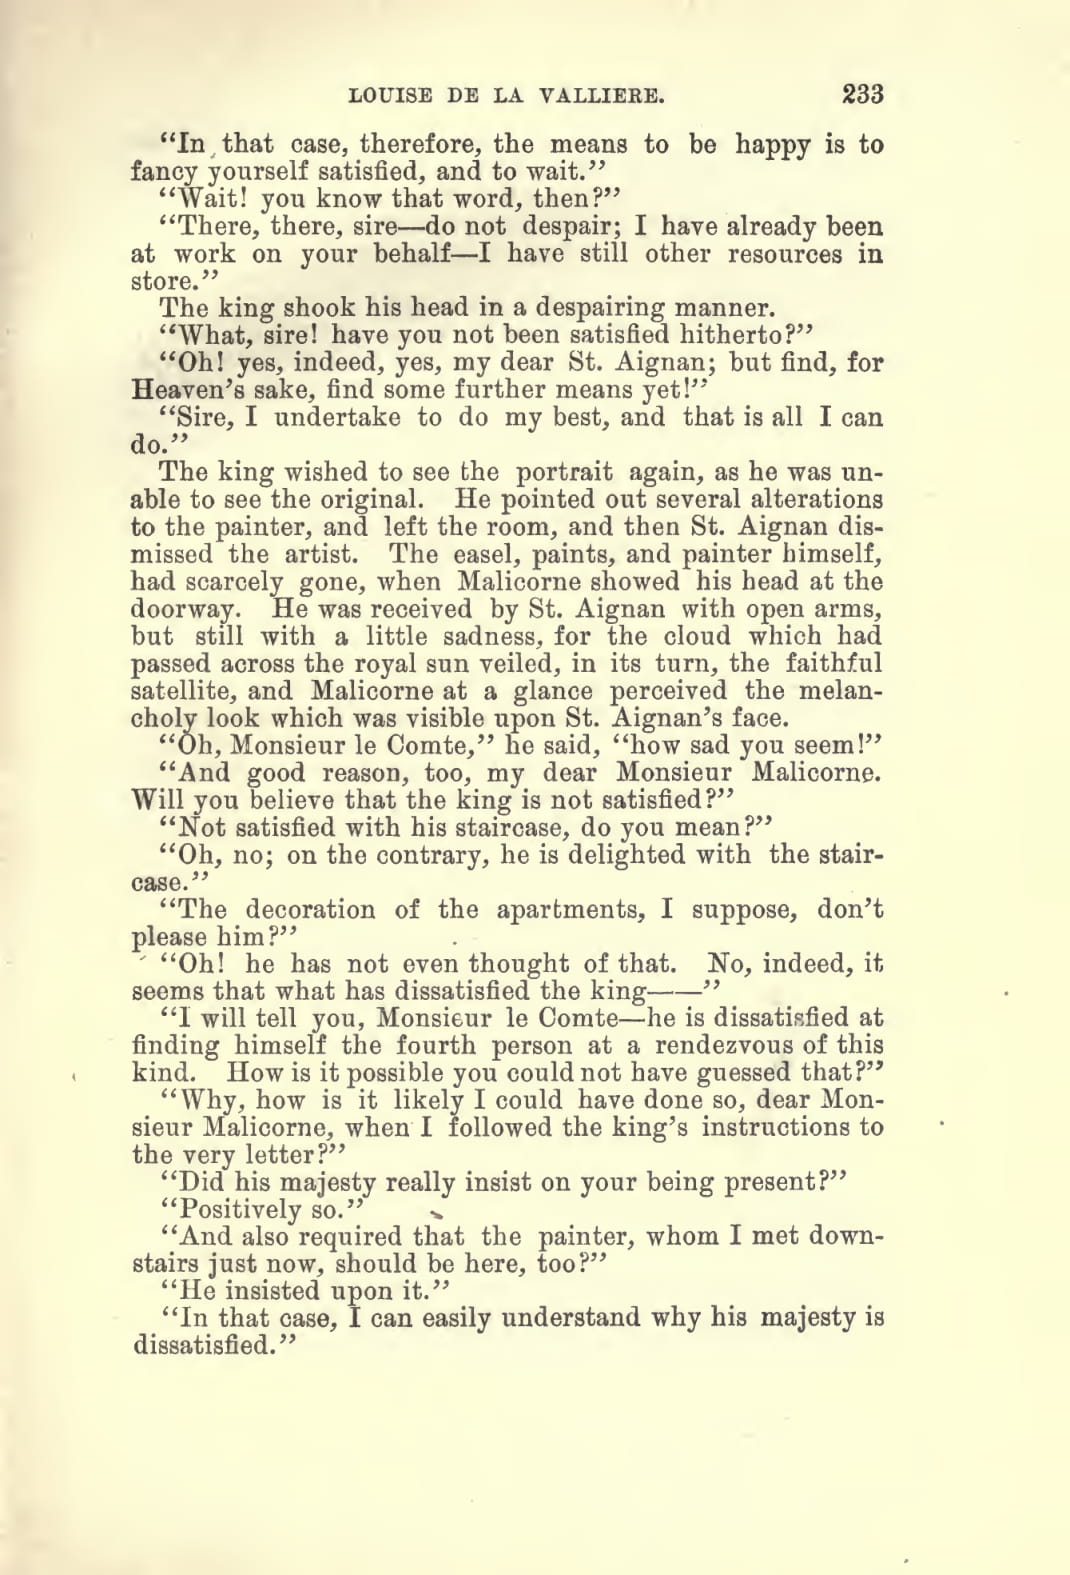 LOUISE DE LA VALLIERE. 233
“In that case, therefore, the means to be happy is to
fancy yourself satisfied, and to wait.”
“Wait! you know that word, then?”
“There, there, sire—do not despair; I have already been
at work on your behalf—I have still other resources in
store.”
The king shook his head in a despairing manner.
“What, sire! have you not been satisfied hitherto?”
“Oh! yes, indeed, yes, my dear St. Aignan; but find, for
Heaven’s sake, find some further means yet!”
“Sire, I undertake to do my best, and that is all I can
do.”
The king wished to see the portrait again, as he was un-
able to see the original. He pointed out several alterations
to the painter, and left the room, and then St. Aignan dis-
missed the artist. The easel, paints, and painter himself,
had scarcely gone, when Malicorne showed his head at the
doorway. He was received by St. Aignan with open arms,
but still with a little sadness, for the cloud which had
passed across the royal sun veiled, in its turn, the faithful
satellite, and Malicorne at a glance perceived the melan-
choly look which was visible upon St. Aignan’s face.
“Oh, Monsieur le Comte,” he said, “how sad you seem!”
“And good reason, too, my dear Monsieur Malicorne.
Will you believe that the king is not satisfied?”
“Not satisfied with his staircase, do you mean?”
“Oh, no; on the contrary, he is delighted with the stair-
case.”
“The decoration of the apartments, I suppose, don’t
please him?”
“Oh! he has not even thought of that. No, indeed, it
seems that what has dissatisfied the king——”
“I will tell you, Monsieur le Comte—he is dissatisfied at
finding himself the fourth person at a rendezvous of this
kind. How is it possible you could not have guessed that?”
“Why, how is it likely I could have done so, dear Mon-
sieur Malicorne, when I followed the king’s instructions to
the very letter?”
“Did his majesty really insist on your being present?”
“Positively so.”
“And also required that the painter, whom I met down-
stairs just now, should be here, too?”
“He insisted upon it.”
“In that case, I can easily understand why his majesty is
dissatisfied.”